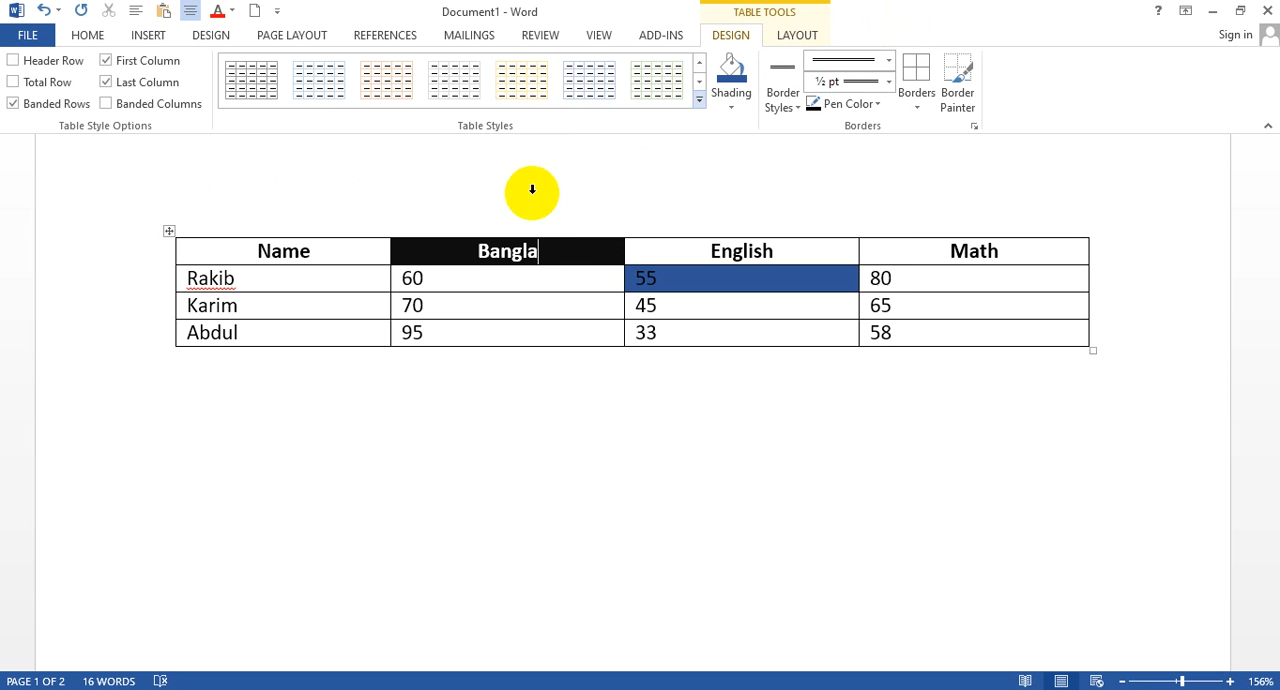 Document1 - Word
TABLE TOOLS
?
FILE
HOME
INSERT
DESIGN
PAGE LAYOUT
REFERENCES
MAILINGS
REVIEW
VIEW
ADD-INS
DESIGN
LAYOUT
Sign in
Header Row
First Column
Total Row
Last Column
Banded Rows
Banded Columns
Table Style Options
Table Styles
Shading
Border Styles
½ pt
Pen Color
Borders
Border Painter
Borders
Name Bangla English Math
Rakib 60 55 80
Karim 70 45 65
Abdul 95 33 58
PAGE 1 OF 2
16 WORDS
156%